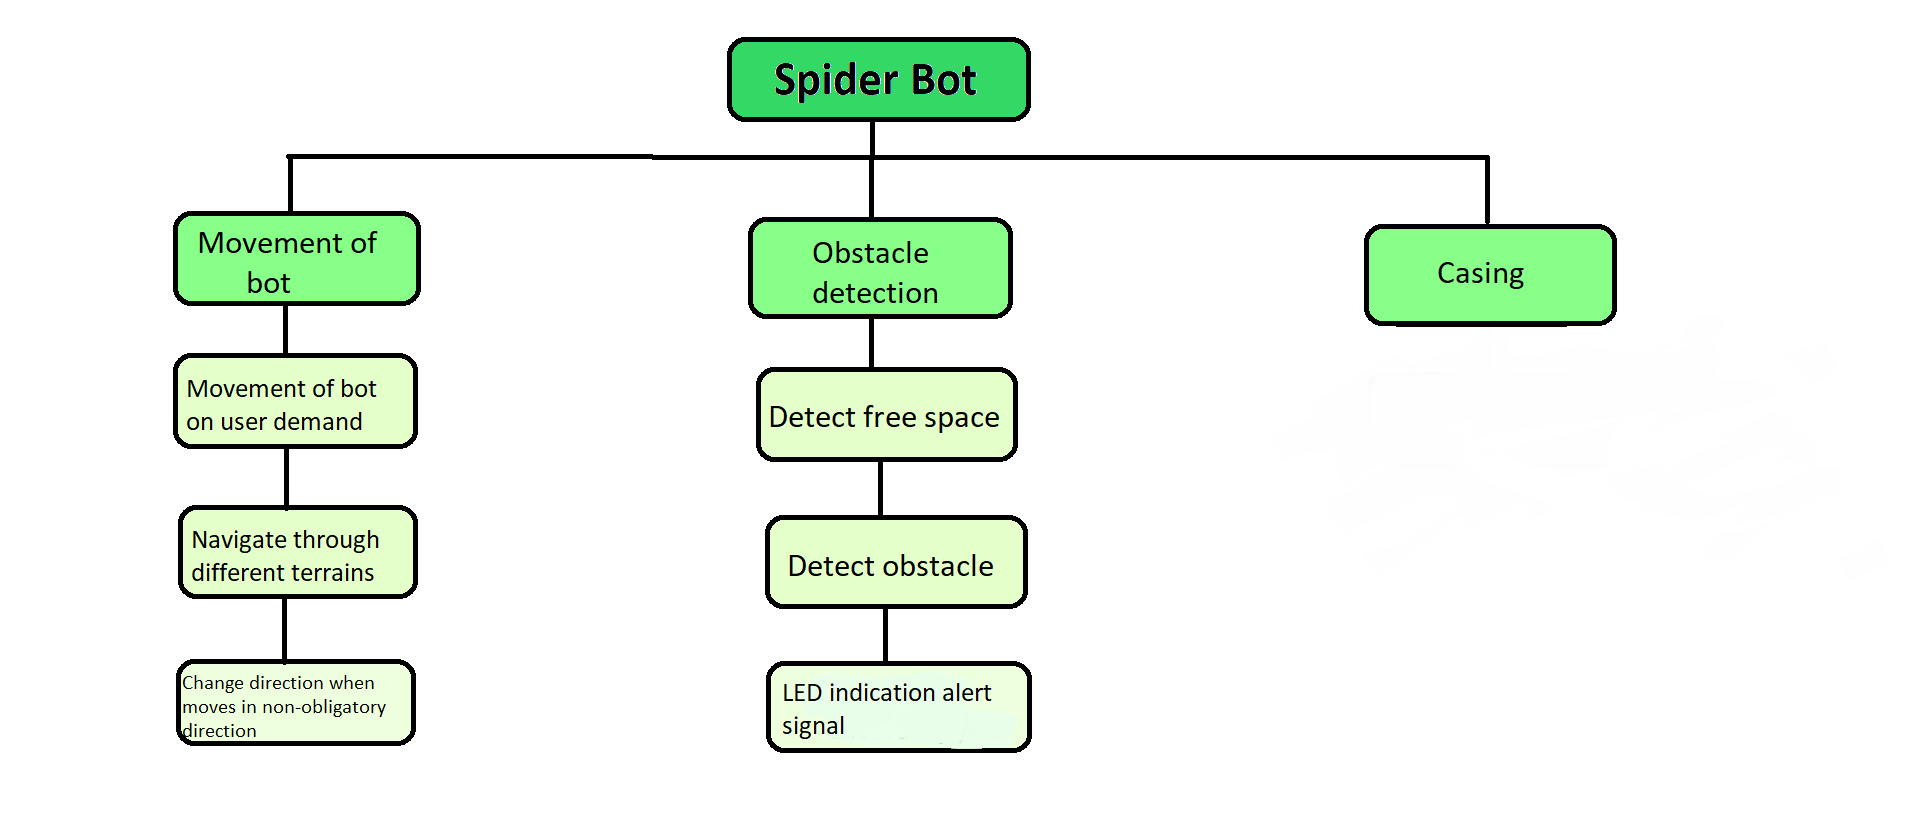 Spider Bot
Movement of
bot
Obstacle
detection
Casing
Movement of bot
on user demand
Detect free space
Navigate through
different terrains
Detect obstacle
Change direction when
moves in non-obligatory
direction
LED indication alert
signal